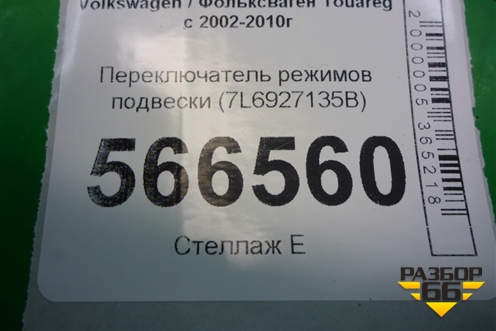 Volkswagen / Фольксваген Touareg
с 2002-2010г
Переключатель режимов
подвески (7L6927135B)
566560
Стеллаж Е
2000005365218
РАЗБОР
66